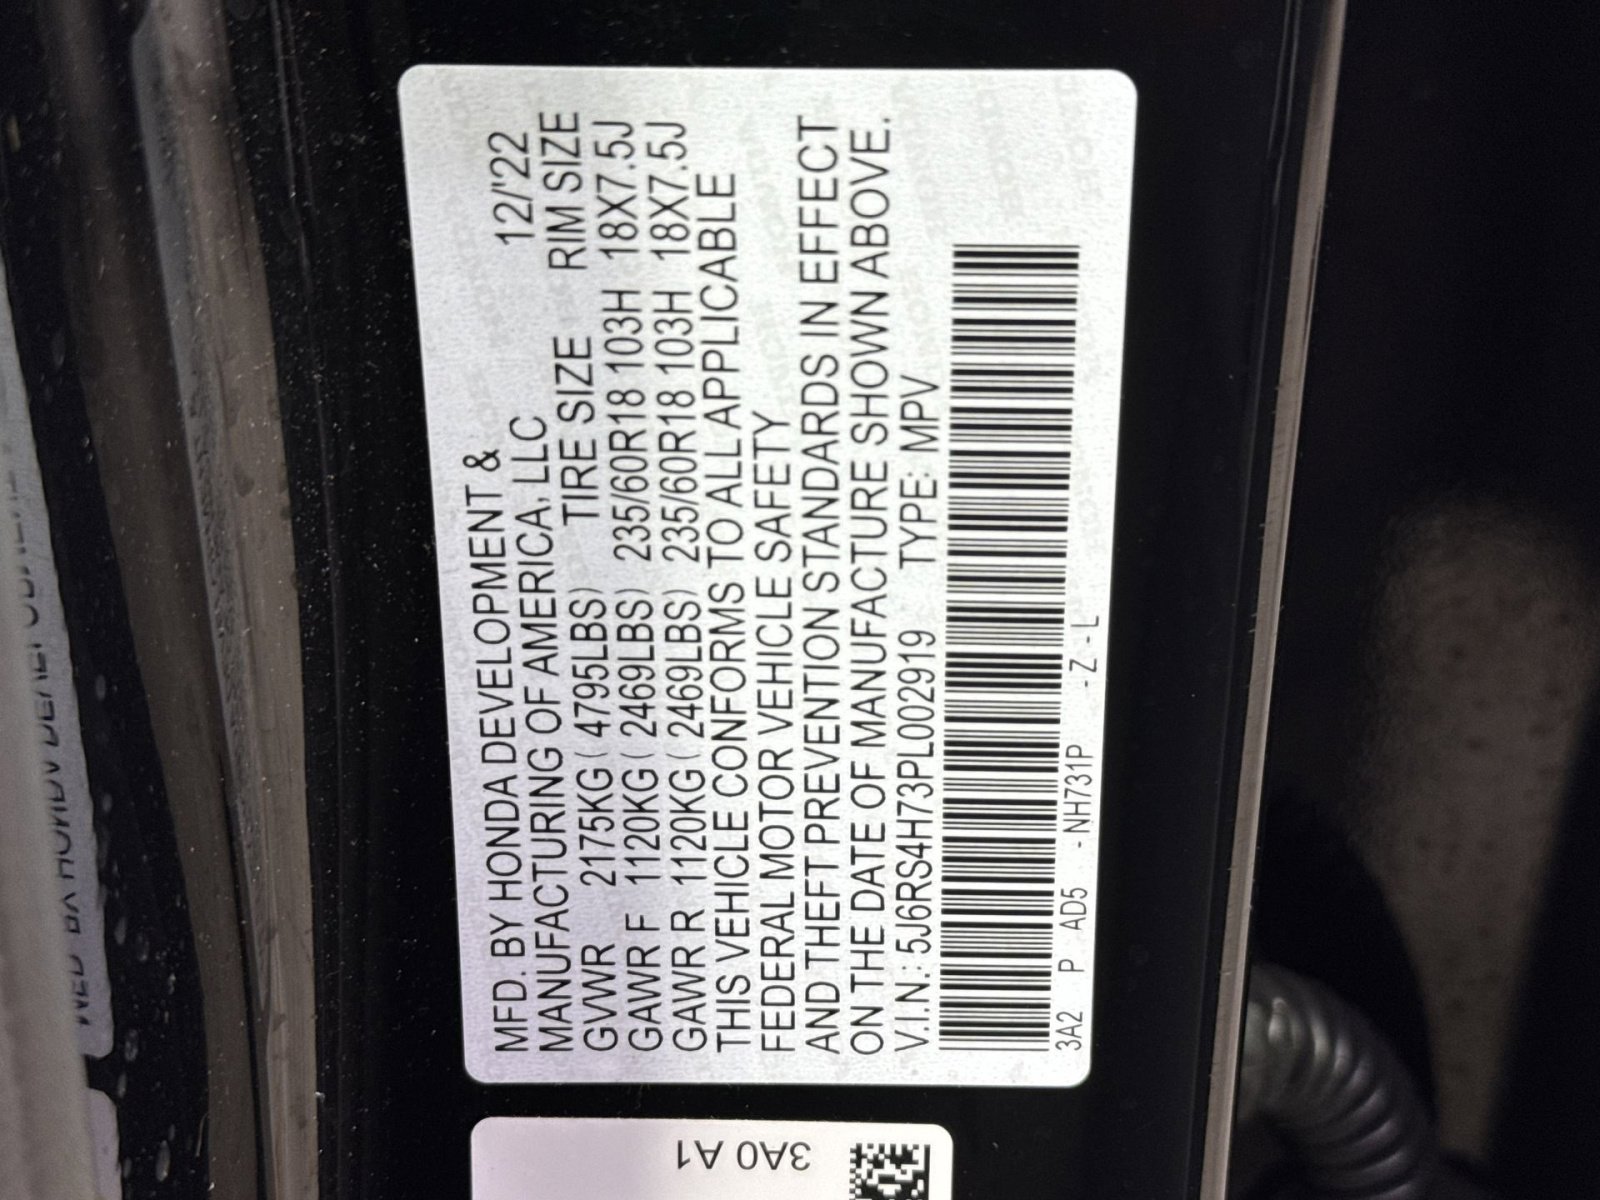 MFD. BY HONDA DEVELOPMENT & 12/'22
MANUFACTURING OF AMERICA, LLC
TIRE SIZE RIM SIZE
GVWR 2175KG ( 4795LBS) 235/60R18 103H 18X7.5J
GAWR F 1120KG ( 2469LBS) 235/60R18 103H 18X7.5J
GAWR R 1120KG ( 2469LBS)
THIS VEHICLE CONFORMS TO ALL APPLICABLE
FEDERAL MOTOR VEHICLE SAFETY
AND THEFT PREVENTION STANDARDS IN EFFECT
ON THE DATE OF MANUFACTURE SHOWN ABOVE.
V.I.N.: 5J6RS4H73PL002919 TYPE: MPV
3A2 P AD5 - NH731P - Z - L
3A0 A1